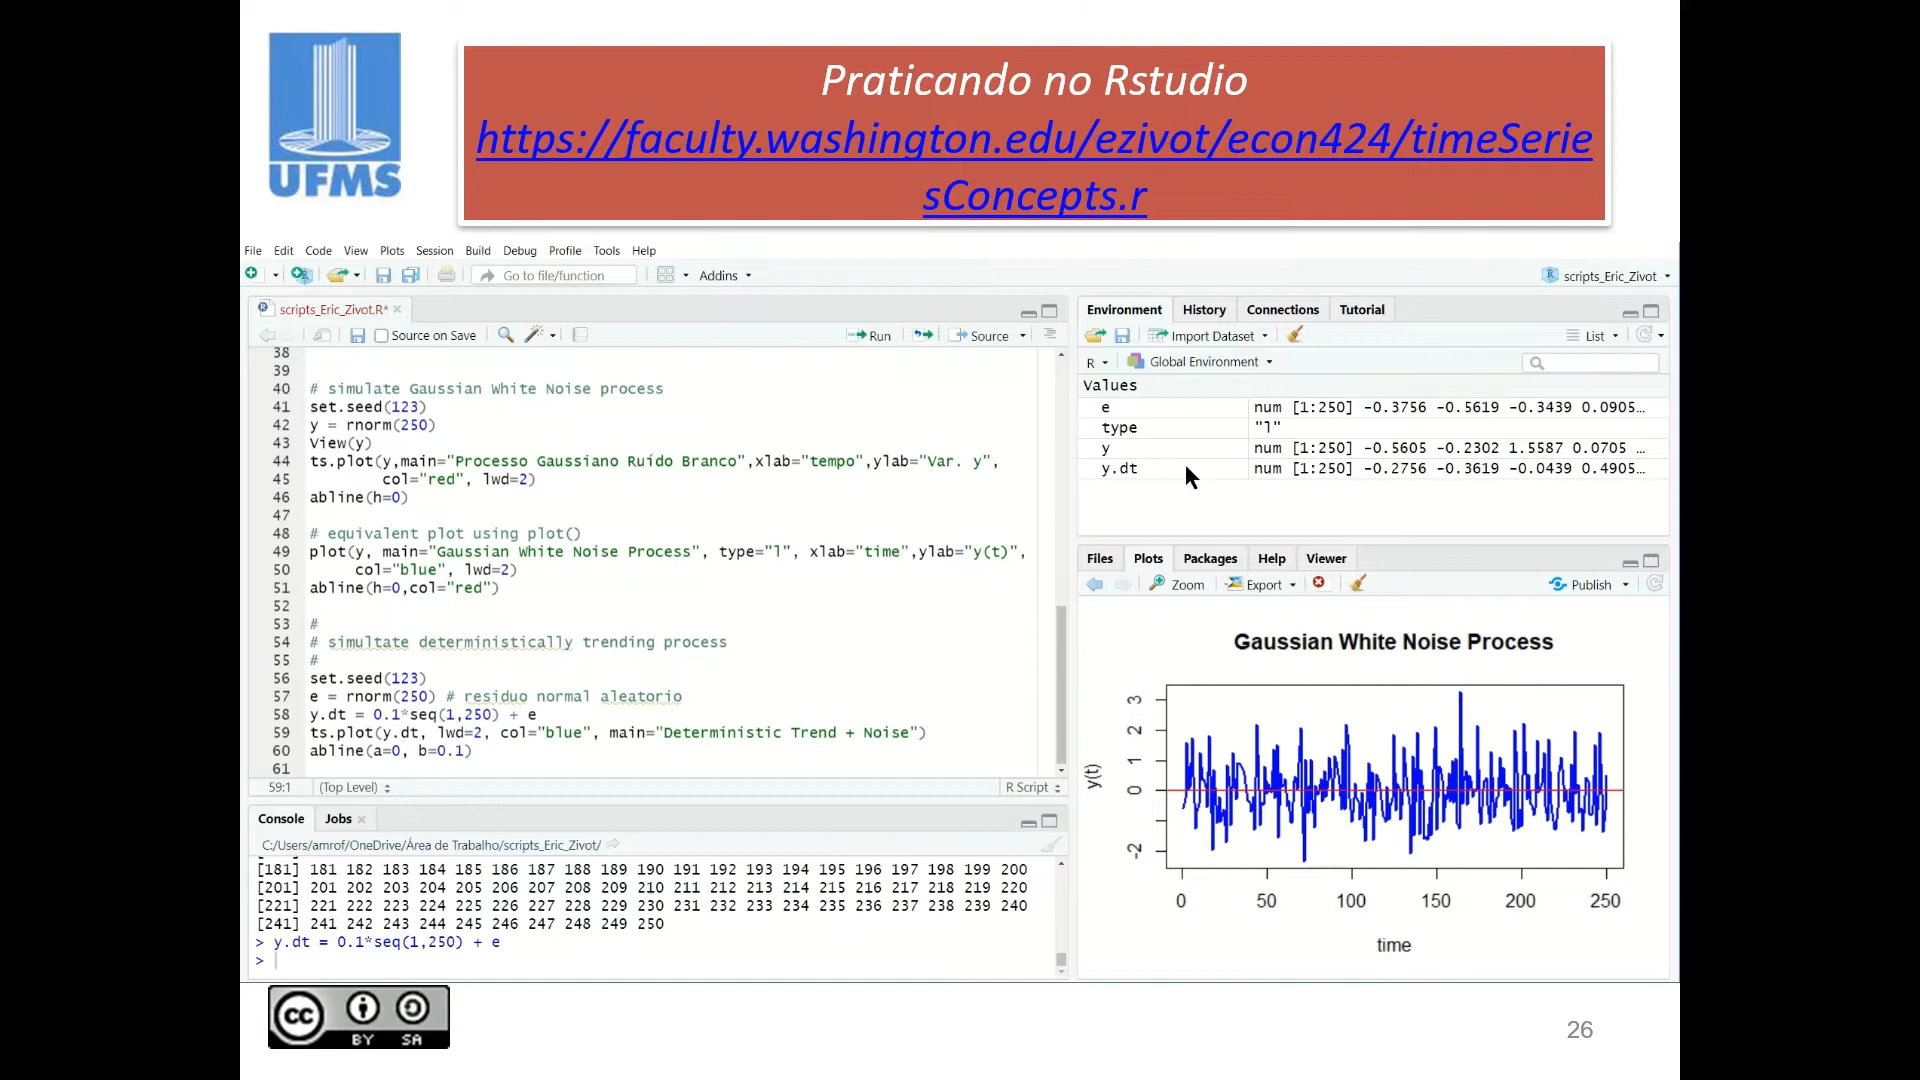 UFMS
Praticando no Rstudio
https://faculty.washington.edu/ezivot/econ424/timeSerie
sConcepts.r
File Edit Code View Plots Session Build Debug Profile Tools Help
Go to file/function Addins scripts_Eric_Zivot
scripts_Eric_Zivot.R*
Source on Save Run Source
38
39
40 # simulate Gaussian White Noise process
41 set.seed(123)
42 y = rnorm(250)
43 View(y)
44 ts.plot(y,main="Processo Gaussiano Ruído Branco",xlab="tempo",ylab="Var. y",
45 col="red", lwd=2)
46 abline(h=0)
47
48 # equivalent plot using plot()
49 plot(y, main="Gaussian White Noise Process", type="l", xlab="time",ylab="y(t)",
50 col="blue", lwd=2)
51 abline(h=0,col="red")
52
53 #
54 # simultate deterministically trending process
55 #
56 set.seed(123)
57 e = rnorm(250) # residuo normal aleatorio
58 y.dt = 0.1*seq(1,250) + e
59 ts.plot(y.dt, lwd=2, col="blue", main="Deterministic Trend + Noise")
60 abline(a=0, b=0.1)
61
59:1 (Top Level) R Script
Console Jobs
C:/Users/amrof/OneDrive/Área de Trabalho/scripts_Eric_Zivot/
[181] 181 182 183 184 185 186 187 188 189 190 191 192 193 194 195 196 197 198 199 200
[201] 201 202 203 204 205 206 207 208 209 210 211 212 213 214 215 216 217 218 219 220
[221] 221 222 223 224 225 226 227 228 229 230 231 232 233 234 235 236 237 238 239 240
[241] 241 242 243 244 245 246 247 248 249 250
> y.dt = 0.1*seq(1,250) + e
>
Environment History Connections Tutorial
Import Dataset List
R Global Environment
Values
e num [1:250] -0.3756 -0.5619 -0.3439 0.0905…
type "l"
y num [1:250] -0.5605 -0.2302 1.5587 0.0705 …
y.dt num [1:250] -0.2756 -0.3619 -0.0439 0.4905…
Files Plots Packages Help Viewer
Zoom Export Publish
Gaussian White Noise Process
y(t)
3
2
1
0
-2
0 50 100 150 200 250
time
cc BY SA
26